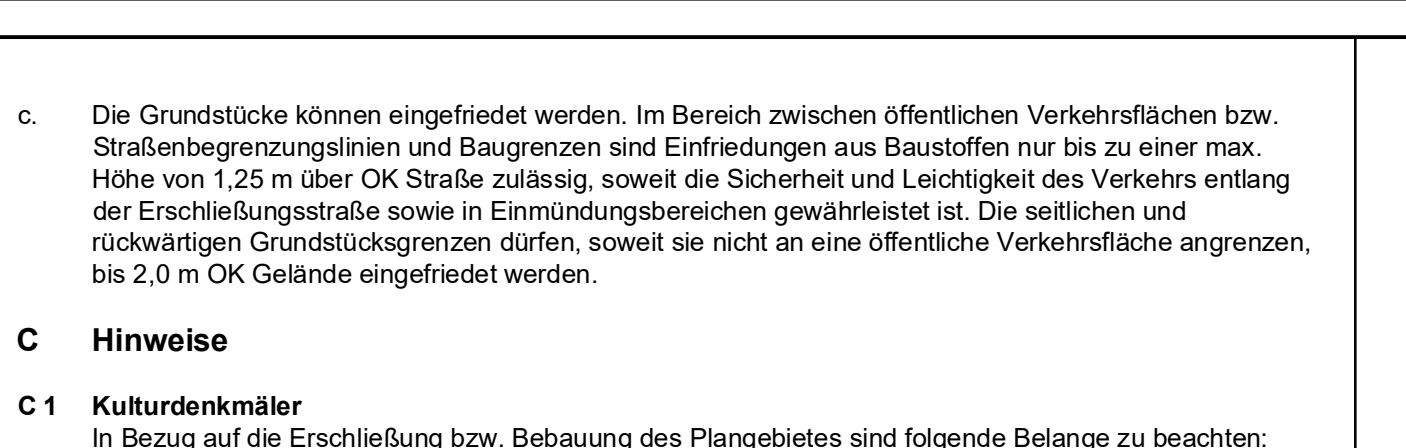 c. Die Grundstücke können eingefriedet werden. Im Bereich zwischen öffentlichen Verkehrsflächen bzw.
Straßenbegrenzungslinien und Baugrenzen sind Einfriedungen aus Baustoffen nur bis zu einer max.
Höhe von 1,25 m über OK Straße zulässig, soweit die Sicherheit und Leichtigkeit des Verkehrs entlang
der Erschließungsstraße sowie in Einmündungsbereichen gewährleistet ist. Die seitlichen und
rückwärtigen Grundstücksgrenzen dürfen, soweit sie nicht an eine öffentliche Verkehrsfläche angrenzen,
bis 2,0 m OK Gelände eingefriedet werden.
C Hinweise
C 1 Kulturdenkmäler
In Bezug auf die Erschließung bzw. Bebauung des Plangebietes sind folgende Belange zu beachten: